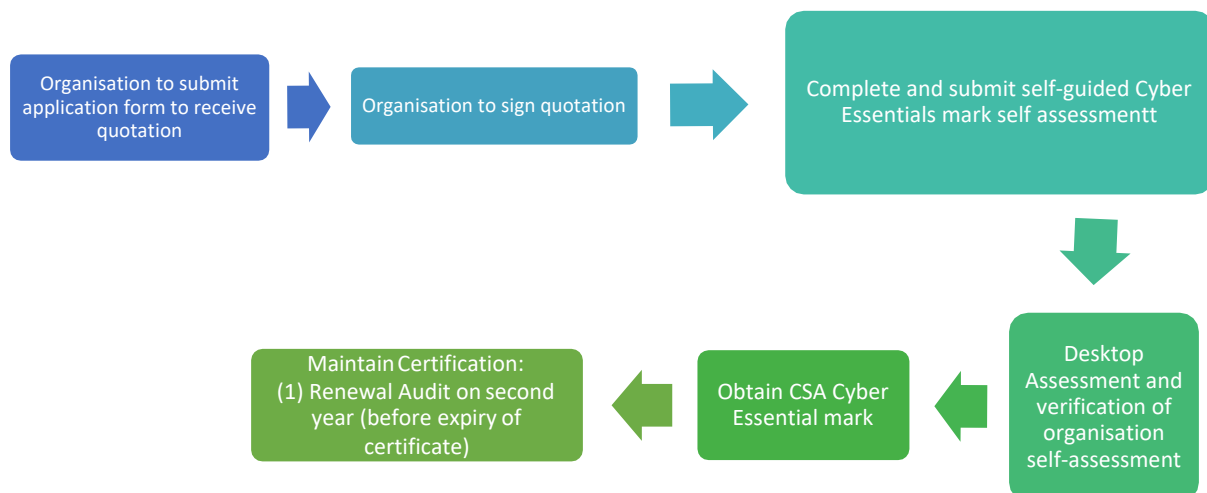 Organisation to submit
application form to receive
quotation
Organisation to sign quotation
Complete and submit self-guided Cyber
Essentials mark self assessmentt
Desktop
Assessment and
verification of
organisation
self-assessment
Obtain CSA Cyber
Essential mark
Maintain Certification:
(1) Renewal Audit on second
year (before expiry of
certificate)